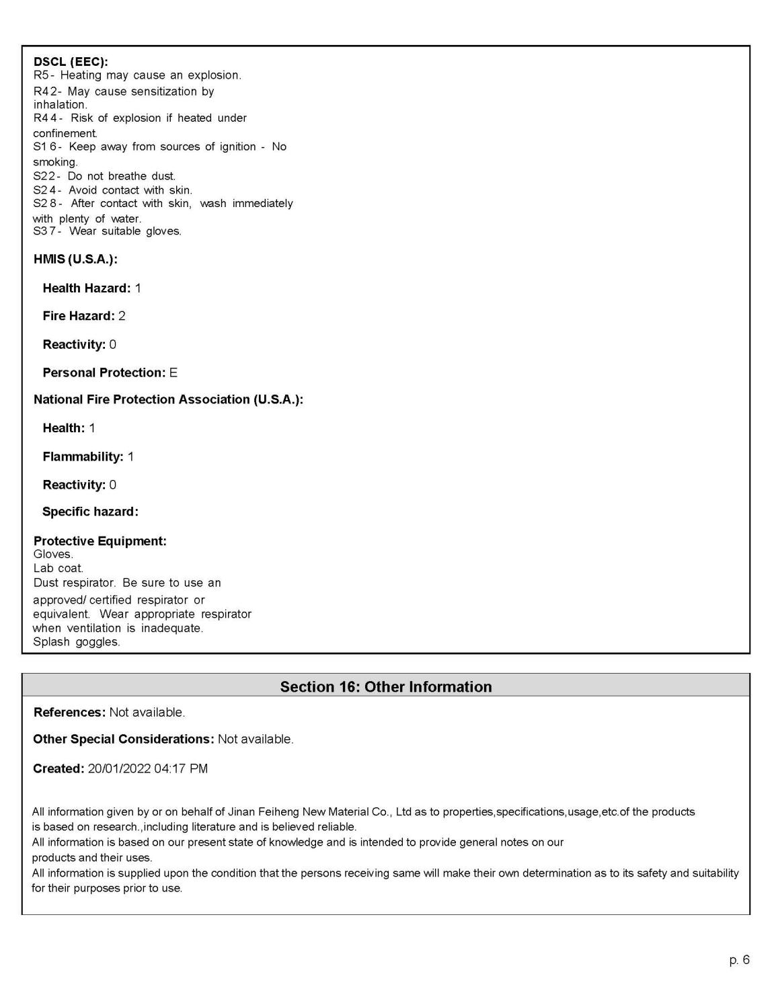 DSCL (EEC):
R5- Heating may cause an explosion.
R42- May cause sensitization by
inhalation.
R44- Risk of explosion if heated under
confinement.
S16- Keep away from sources of ignition - No
smoking.
S22- Do not breathe dust.
S24- Avoid contact with skin.
S28- After contact with skin, wash immediately
with plenty of water.
S37- Wear suitable gloves.
HMIS (U.S.A.):
Health Hazard: 1
Fire Hazard: 2
Reactivity: 0
Personal Protection: E
National Fire Protection Association (U.S.A.):
Health: 1
Flammability: 1
Reactivity: 0
Specific hazard:
Protective Equipment:
Gloves.
Lab coat.
Dust respirator. Be sure to use an
approved/ certified respirator or
equivalent. Wear appropriate respirator
when ventilation is inadequate.
Splash goggles.
Section 16: Other Information
References: Not available.
Other Special Considerations: Not available.
Created: 20/01/2022 04:17 PM
All information given by or on behalf of Jinan Feiheng New Material Co., Ltd as to properties,specifications,usage,etc.of the products
is based on research.,including literature and is believed reliable.
All information is based on our present state of knowledge and is intended to provide general notes on our
products and their uses.
All information is supplied upon the condition that the persons receiving same will make their own determination as to its safety and suitability
for their purposes prior to use.
p. 6